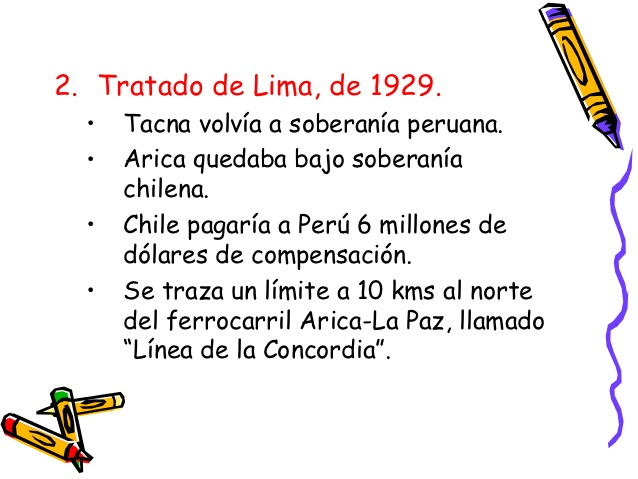 2. Tratado de Lima, de 1929.
• Tacna volvía a soberanía peruana.
• Arica quedaba bajo soberanía
chilena.
• Chile pagaría a Perú 6 millones de
dólares de compensación.
• Se traza un límite a 10 kms al norte
del ferrocarril Arica-La Paz, llamado
“Línea de la Concordia”.